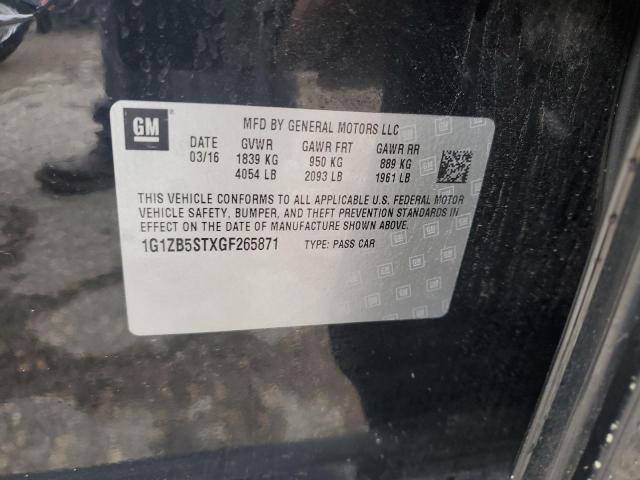 GM
MFD BY GENERAL MOTORS LLC
DATE GVWR GAWR FRT GAWR RR
03/16 1839 KG 950 KG 889 KG
4054 LB 2093 LB 1961 LB
THIS VEHICLE CONFORMS TO ALL APPLICABLE U.S. FEDERAL MOTOR
VEHICLE SAFETY, BUMPER, AND THEFT PREVENTION STANDARDS IN
EFFECT ON THE DATE OF MANUFACTURE SHOWN ABOVE.
1G1ZB5STXGF265871 TYPE: PASS CAR